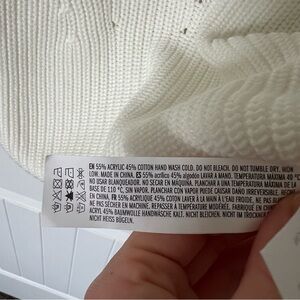 EN 55% ACRYLIC 45% COTTON HAND WASH COLD. DO NOT BLEACH. DO NOT TUMBLE DRY. IRON
LOW. MADE IN CHINA. ES 55% acrílico 45% algodón LAVAR A MANO. TEMPERATURA MÁXIMA 40 °C
NO USAR BLANQUEADOR. NO SECAR EN MÁQUINA. PLANCHAR A UNA TEMPERATURA MÁXIMA DE LA
BASE DE 110 °C, SIN VAPOR. PLANCHAR CON VAPOR PUEDE CAUSAR DAÑO IRREVERSIBLE. HECHO
EN CHINA. 55% ACRYLIQUE 45% COTTON LAVER À LA MAIN À L'EAU FROIDE. NE PAS BLANCHIR
NE PAS SÉCHER EN MACHINE. REPASSER À TEMPÉRATURE MODÉRÉE. FABRIQUÉ EN CHINE.
ACRYL 45% BAUMWOLLE HANDWÄSCHE KALT. NICHT BLEICHEN. NICHT IM TROCKNER
NICHT HEISS BÜGELN.